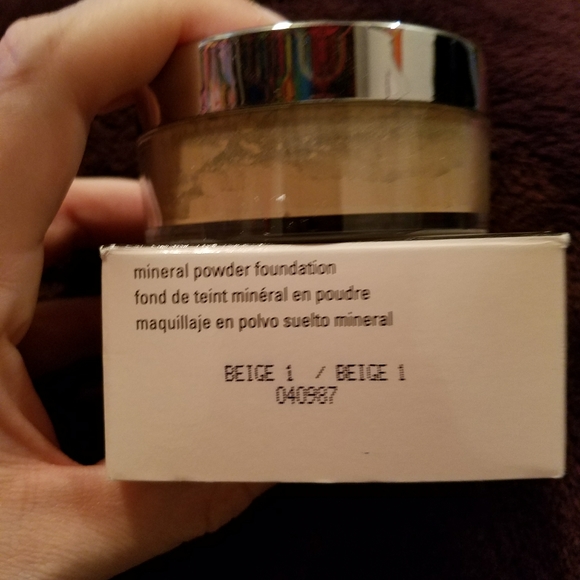 mineral powder foundation
fond de teint minéral en poudre
maquillaje en polvo suelto mineral
BEIGE 1 / BEIGE 1
040987